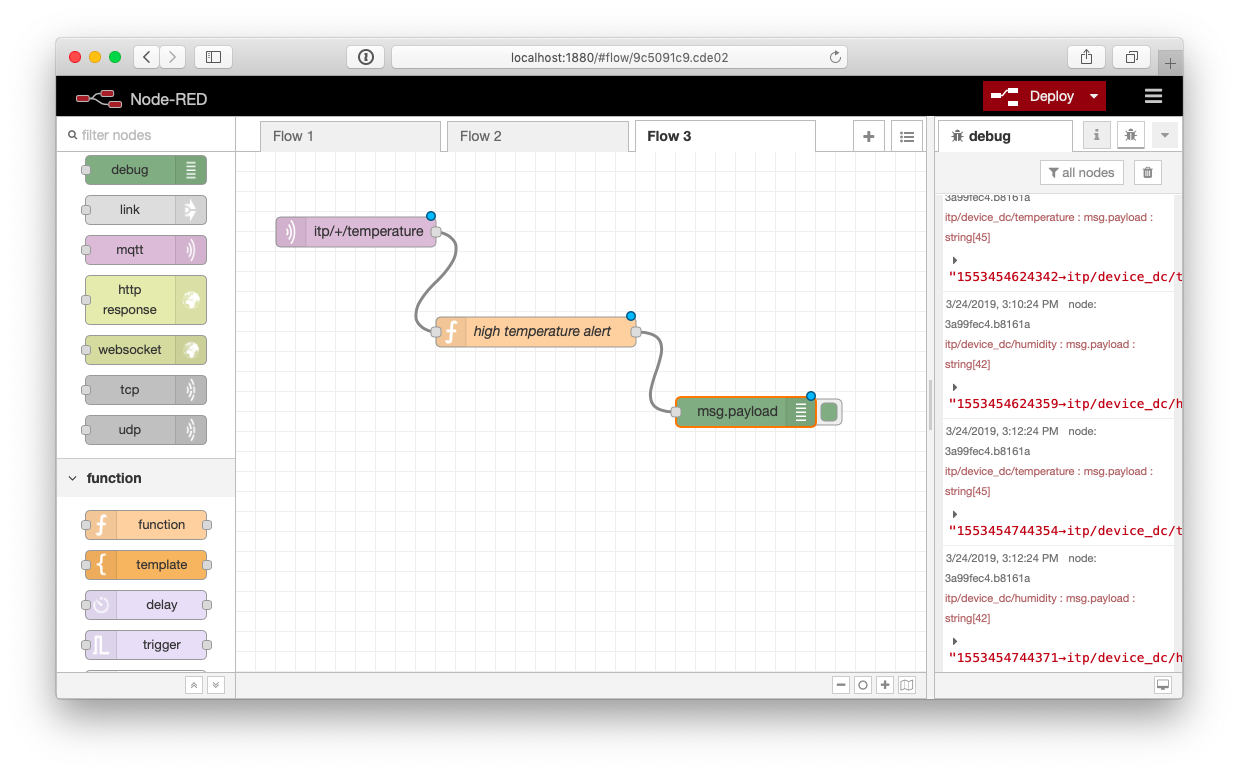 localhost:1880/#flow/9c5091c9.cde02
Node-RED
Deploy
filter nodes
debug
link
mqtt
http
response
websocket
tcp
udp
function
function
template
delay
trigger
Flow 1
Flow 2
Flow 3
itp/+/temperature
high temperature alert
msg.payload
debug
i
all nodes
3a99fec4.b8161a
itp/device_dc/temperature : msg.payload :
string[45]
"1553454624342→itp/device_dc/t
3/24/2019, 3:10:24 PM node:
3a99fec4.b8161a
itp/device_dc/humidity : msg.payload :
string[42]
"1553454624359→itp/device_dc/h
3/24/2019, 3:12:24 PM node:
3a99fec4.b8161a
itp/device_dc/temperature : msg.payload :
string[45]
"1553454744354→itp/device_dc/t
3/24/2019, 3:12:24 PM node:
3a99fec4.b8161a
itp/device_dc/humidity : msg.payload :
string[42]
"1553454744371→itp/device_dc/h